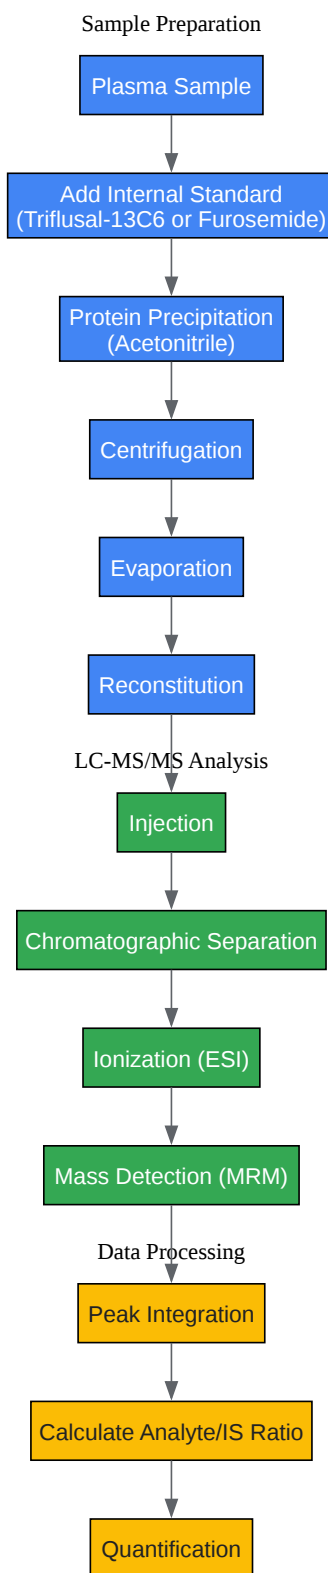 Sample Preparation
Plasma Sample
Add Internal Standard
(Triflusal-13C6 or Furosemide)
Protein Precipitation
(Acetonitrile)
Centrifugation
Evaporation
Reconstitution
LC-MS/MS Analysis
Injection
Chromatographic Separation
Ionization (ESI)
Mass Detection (MRM)
Data Processing
Peak Integration
Calculate Analyte/IS Ratio
Quantification